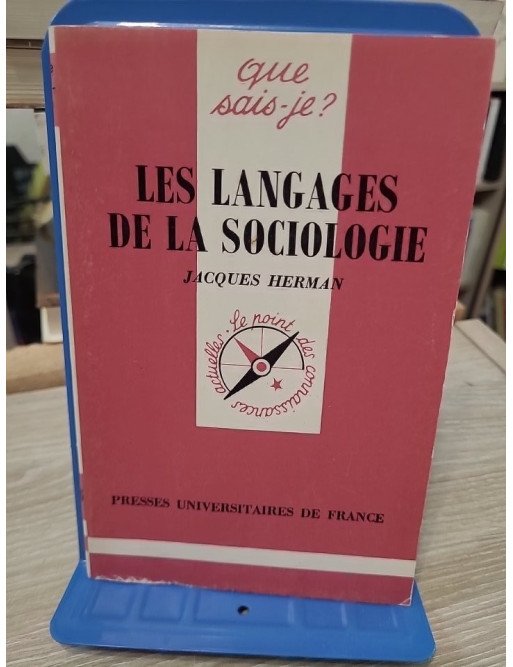 que
sais-je?
LES LANGAGES
DE LA SOCIOLOGIE
JACQUES HERMAN
Le point des connaissances actuelles.
PRESSES UNIVERSITAIRES DE FRANCE